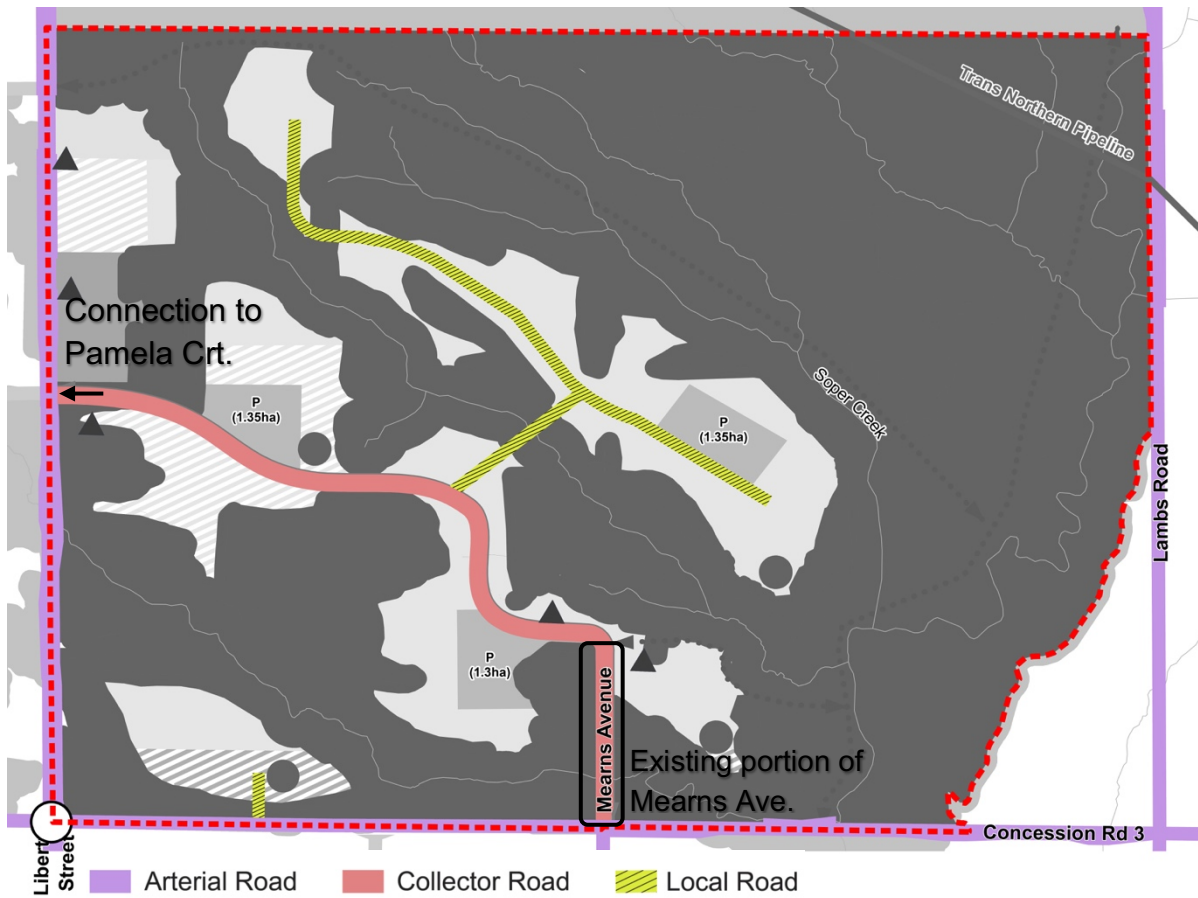 Trans Northern Pipeline
Connection to
Pamela Crt.
P
(1.35ha)
P
(1.35ha)
Soper Creek
Lambs Road
P
(1.3ha)
Mearns Avenue
Existing portion of
Mearns Ave.
Concession Rd 3
Libert
Street
Arterial Road
Collector Road
Local Road